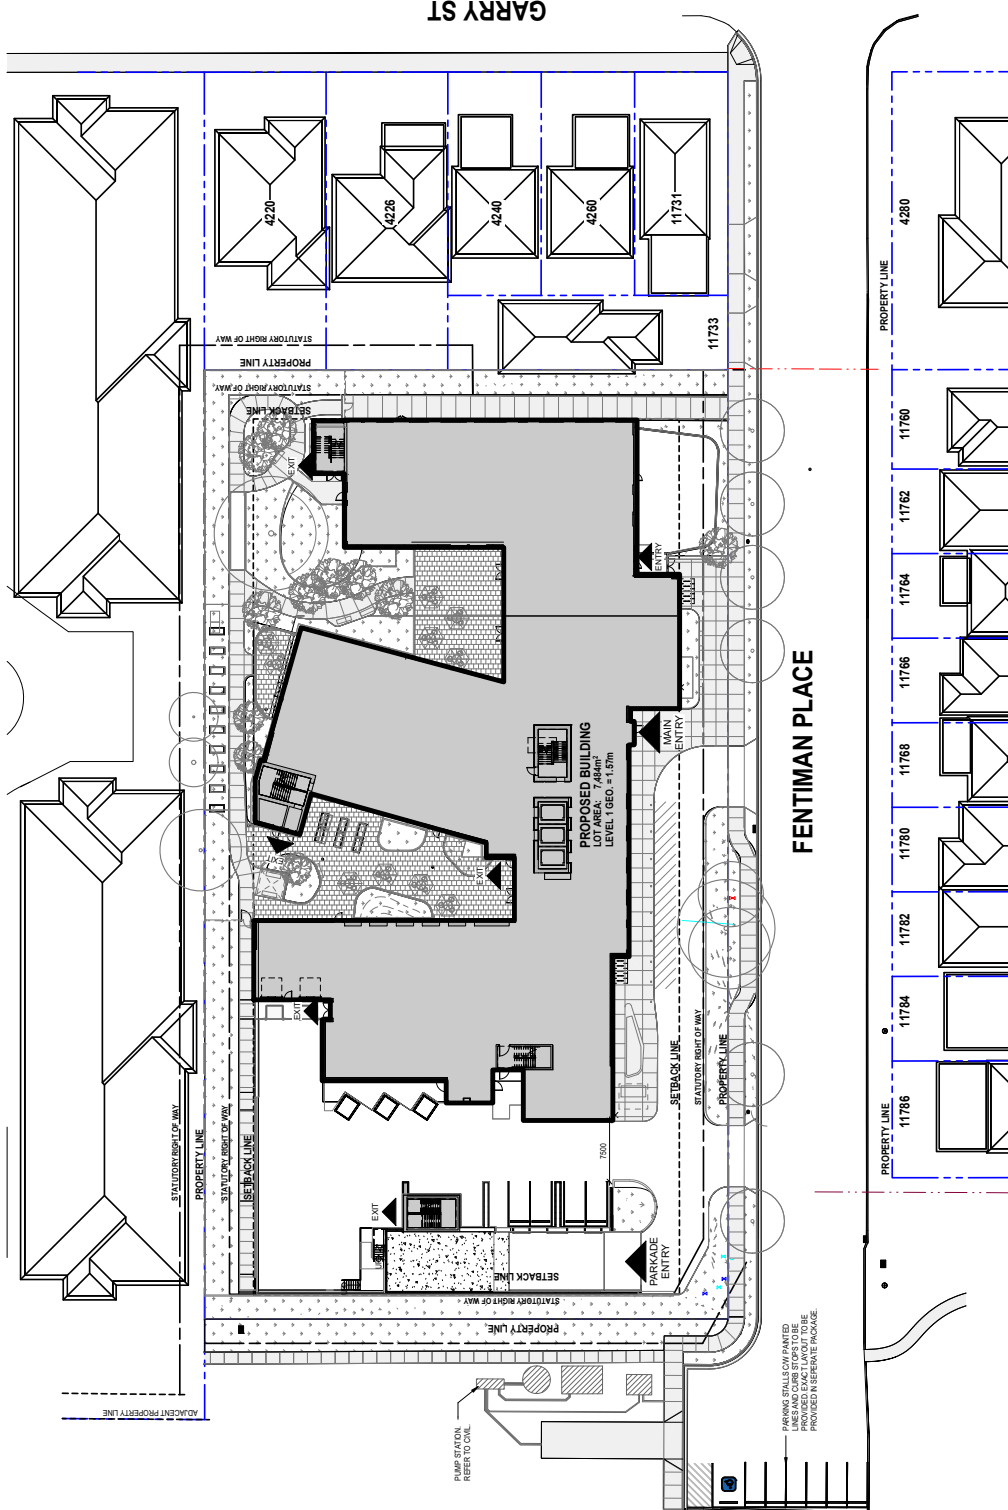 GARRY ST
4220
4226
4240
4260
11731
11733
4280
PROPERTY LINE
STATUTORY RIGHT OF WAY
PROPERTY LINE
STATUTORY RIGHT OF WAY
SETBACK LINE
EXIT
ENTRY
11760
11762
11764
11766
11768
11780
11782
11784
11786
PROPERTY LINE
FENTIMAN PLACE
MAIN
ENTRY
PROPOSED BUILDING
LOT AREA: 7,484m²
LEVEL 1 GEO. = 1.57m
EXIT
EXIT
EXIT
SETBACK LINE
STATUTORY RIGHT OF WAY
PROPERTY LINE
STATUTORY RIGHT OF WAY
PROPERTY LINE
STATUTORY RIGHT OF WAY
SETBACK LINE
7500
EXIT
PARKADE
ENTRY
SETBACK LINE
STATUTORY RIGHT OF WAY
PROPERTY LINE
ADJACENT PROPERTY LINE
PUMP STATION.
REFER TO CIVIL.
PARKING STALLS C/W PAINTED
LINES AND CURB STOPS TO BE
PROVIDED. EXACT LAYOUT TO BE
PROVIDED IN SEPERATE PACKAGE.